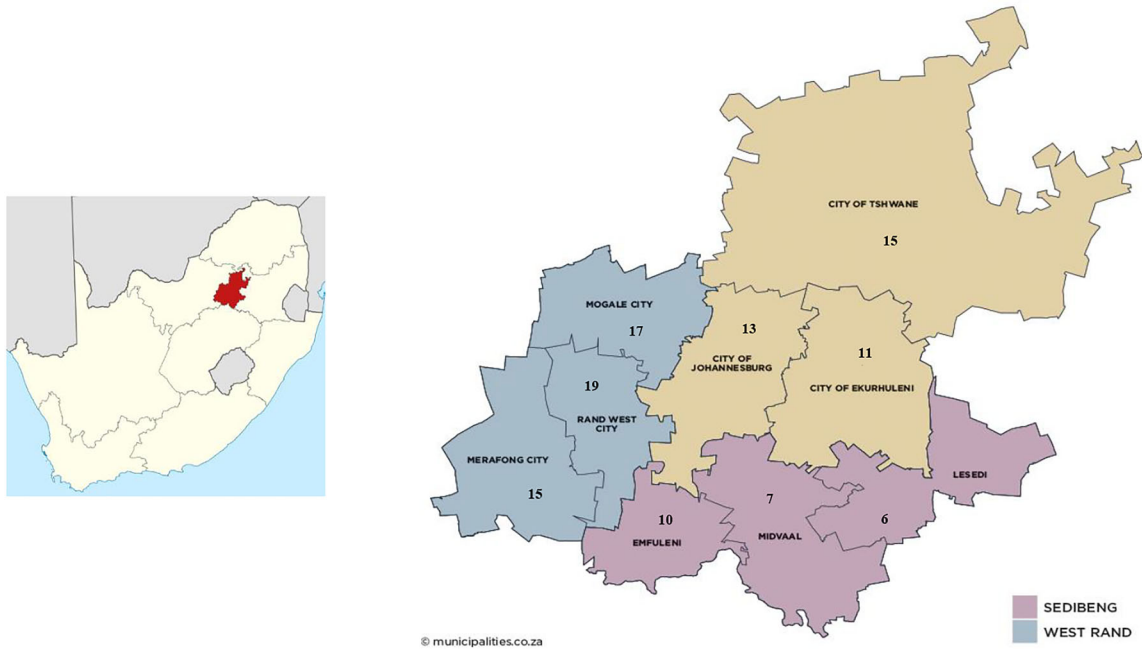 CITY OF TSHWANE
15
MOGALE CITY
17
13
CITY OF
JOHANNESBURG
11
CITY OF EKURHULENI
19
RAND WEST
CITY
MERAFONG CITY
15
LESEDI
6
7
MIDVAAL
10
EMFULENI
SEDIBENG
WEST RAND
© municipalities.co.za